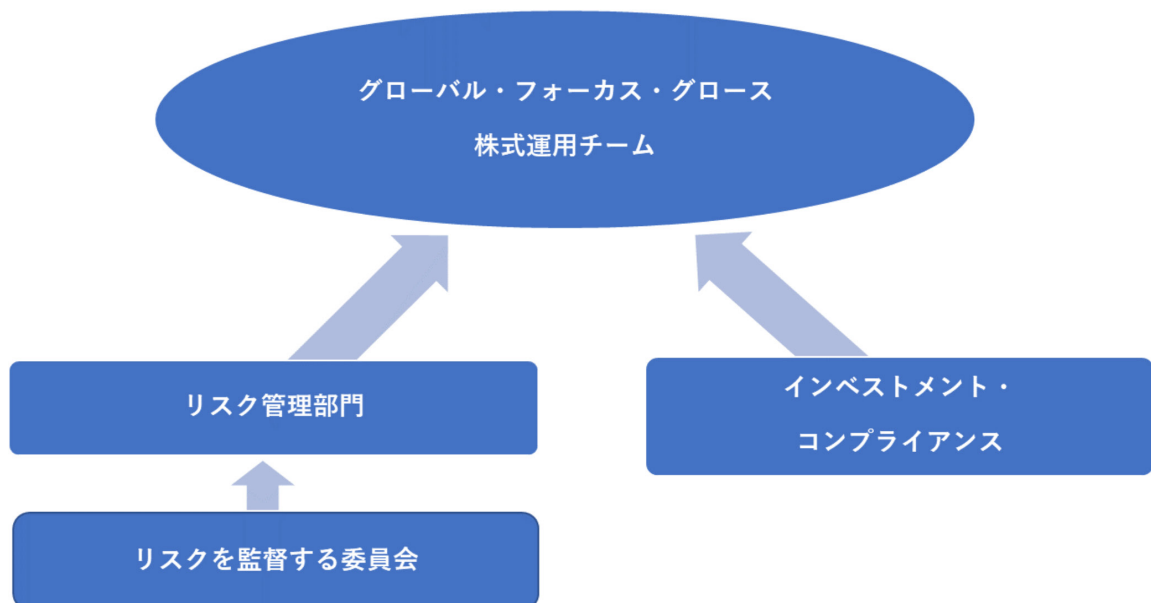 グローバル・フォーカス・グロース
株式運用チーム
リスク管理部門
インベストメント・
コンプライアンス
リスクを監督する委員会